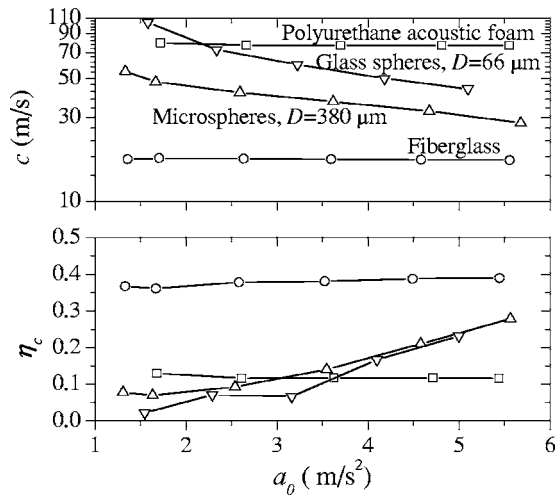 110
90
70
50
30
10
c (m/s)
Polyurethane acoustic foam
Glass spheres, D=66 μm
Microspheres, D=380 μm
Fiberglass
0.5
0.4
0.3
0.2
0.1
0.0
η_c
1 2 3 4 5 6
a_0 ( m/s²)